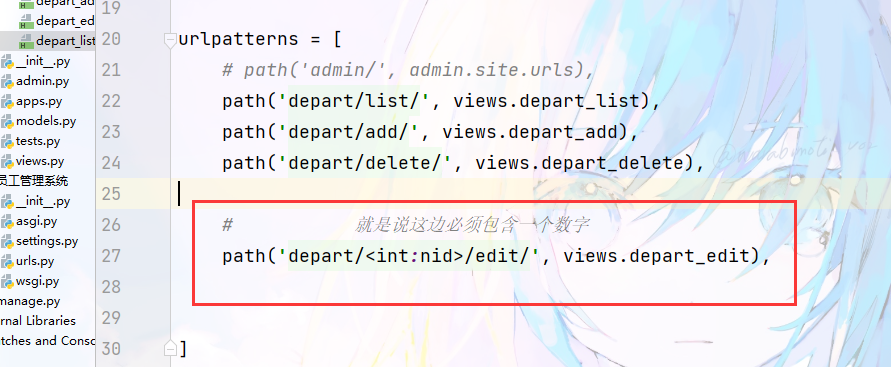 depart_ad
depart_ed
depart_list
__init__.py
admin.py
apps.py
models.py
tests.py
views.py
员工管理系统
__init__.py
asgi.py
settings.py
urls.py
wsgi.py
manage.py
rnal Libraries
tches and Consc
19
20 urlpatterns = [
21 # path('admin/', admin.site.urls),
22 path('depart/list/', views.depart_list),
23 path('depart/add/', views.depart_add),
24 path('depart/delete/', views.depart_delete),
25
26 # 就是说这边必须包含一个数字
27 path('depart/<int:nid>/edit/', views.depart_edit),
28
29
30 ]